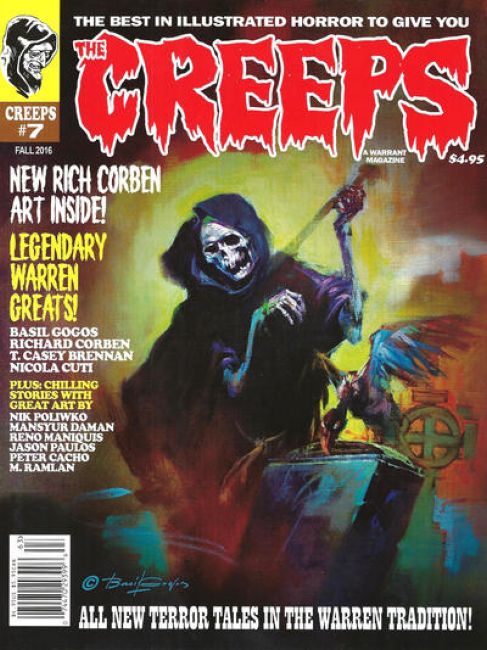 THE BEST IN ILLUSTRATED HORROR TO GIVE YOU
THE
CREEPS
CREEPS
#7
FALL 2016
A WARRANT
MAGAZINE
$4.95
NEW RICH CORBEN
ART INSIDE!
LEGENDARY
WARREN
GREATS!
BASIL GOGOS
RICHARD CORBEN
T. CASEY BRENNAN
NICOLA CUTI
PLUS: CHILLING
STORIES WITH
GREAT ART BY
NIK POLIWKO
MANSYUR DAMAN
RENO MANIQUIS
JASON PAULOS
PETER CACHO
M. RAMLAN
63
© Basil Gogos
ALL NEW TERROR TALES IN THE WARREN TRADITION!